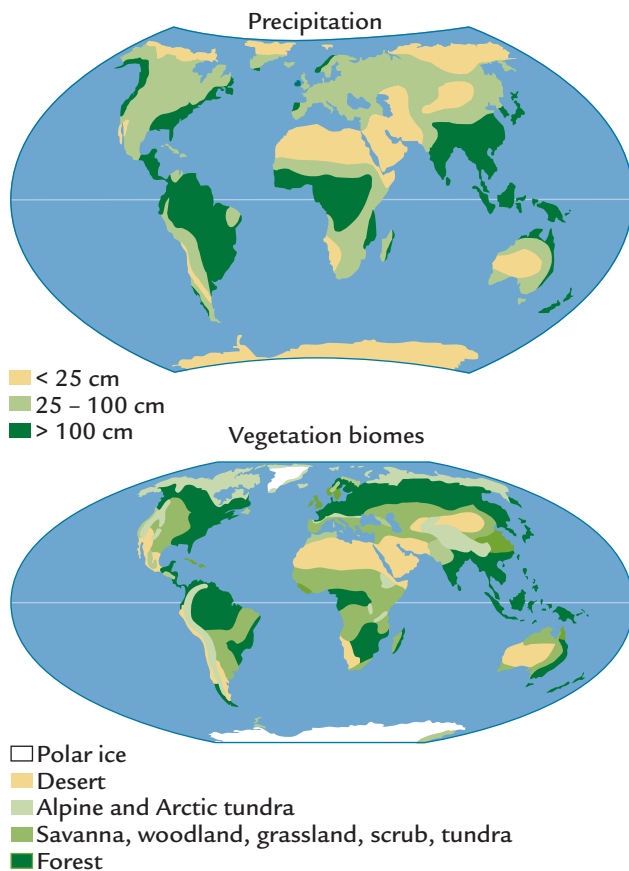 Precipitation
< 25 cm
25 – 100 cm
> 100 cm
Vegetation biomes
Polar ice
Desert
Alpine and Arctic tundra
Savanna, woodland, grassland, scrub, tundra
Forest